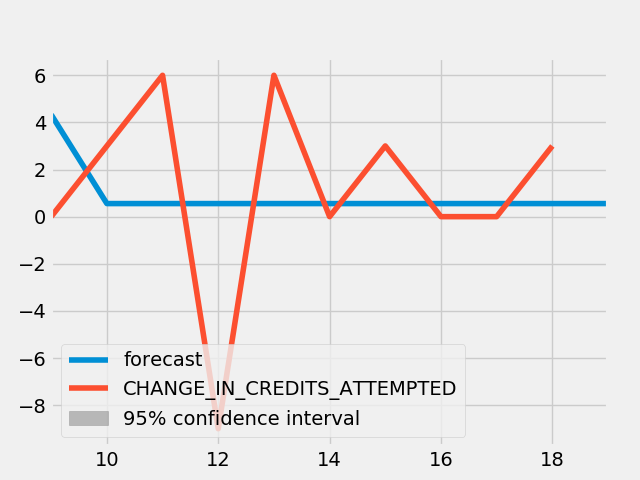 6
4
2
0
−2
−4
−6
−8
forecast
CHANGE_IN_CREDITS_ATTEMPTED
95% confidence interval
10 12 14 16 18